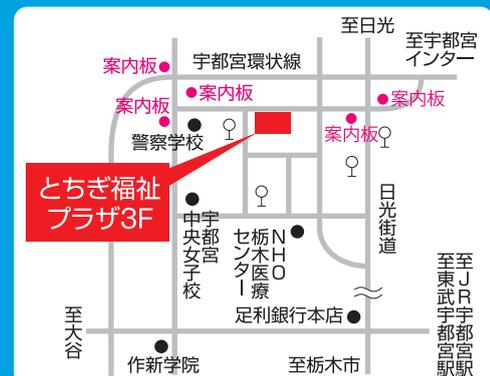 至日光
至宇都宮
インター
宇都宮環状線
案内板
案内板
案内板
案内板
案内板
警察学校
とちぎ福祉
プラザ3F
宇都宮
中央女子校
NHO
栃木医療
センター
日光街道
足利銀行本店
至大谷
作新学院
至栃木市
至JR宇都宮駅
至東武宇都宮駅